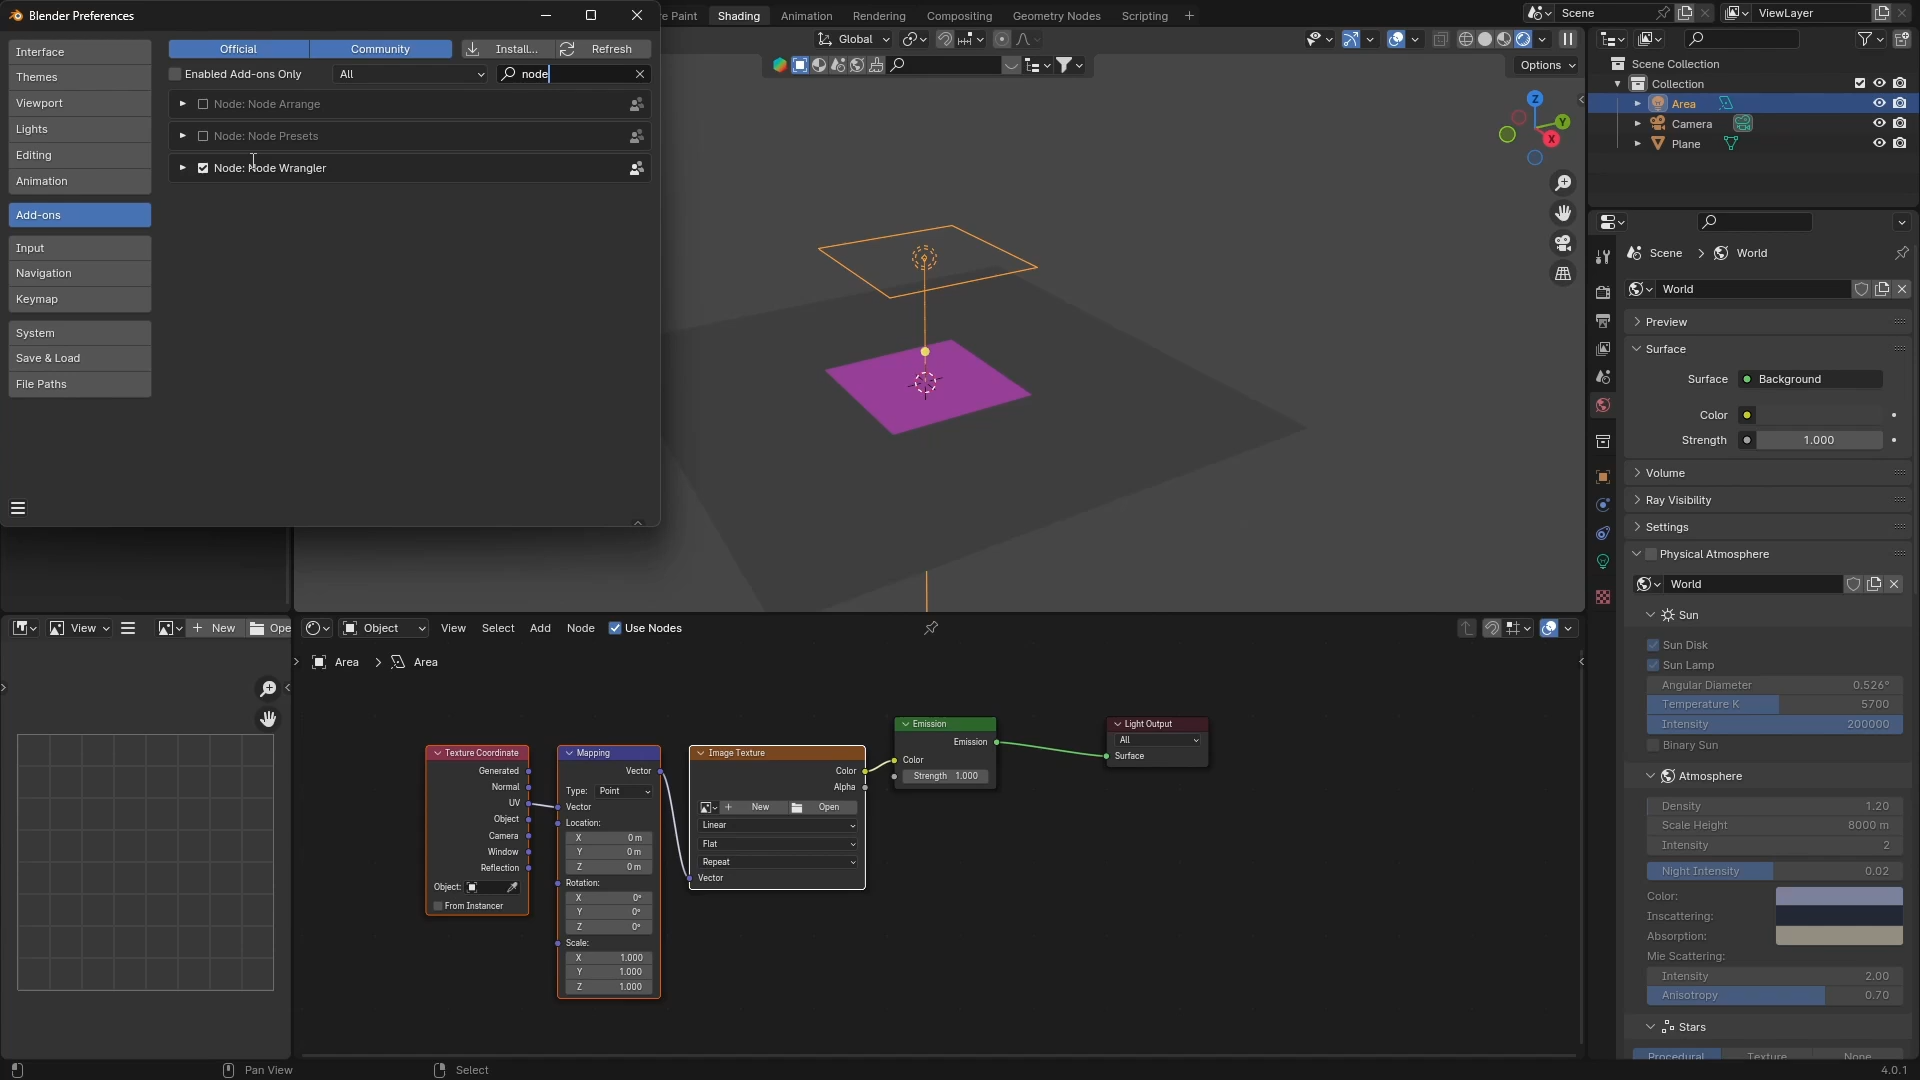 Blender Preferences
Interface
Themes
Viewport
Lights
Editing
Animation
Add-ons
Input
Navigation
Keymap
System
Save & Load
File Paths
Official
Community
Install...
Refresh
Enabled Add-ons Only
All
node
Node: Node Arrange
Node: Node Presets
Node: Node Wrangler
e Paint
Shading
Animation
Rendering
Compositing
Geometry Nodes
Scripting
Scene
ViewLayer
Global
Options
Z
Y
X
Scene Collection
Collection
Area
Camera
Plane
Scene
World
World
Preview
Surface
Surface
Background
Color
Strength
1.000
Volume
Ray Visibility
Settings
Physical Atmosphere
World
Sun
Sun Disk
Sun Lamp
Angular Diameter 0.526°
Temperature K 5700
Intensity 200000
Binary Sun
Atmosphere
Density 1.20
Scale Height 8000 m
Intensity 2
Night Intensity 0.02
Color:
Inscattering:
Absorption:
Mie Scattering:
Intensity 2.00
Anisotropy 0.70
Stars
Procedural
Texture
None
View
New
Ope
Object
View
Select
Add
Node
Use Nodes
Area
Area
Texture Coordinate
Generated
Normal
UV
Object
Camera
Window
Reflection
Object:
From Instancer
Mapping
Vector
Type: Point
Vector
Location:
X 0 m
Y 0 m
Z 0 m
Rotation:
X 0°
Y 0°
Z 0°
Scale:
X 1.000
Y 1.000
Z 1.000
Image Texture
Color
Alpha
New
Open
Linear
Flat
Repeat
Vector
Emission
Emission
Color
Strength 1.000
Light Output
All
Surface
Pan View
Select
4.0.1